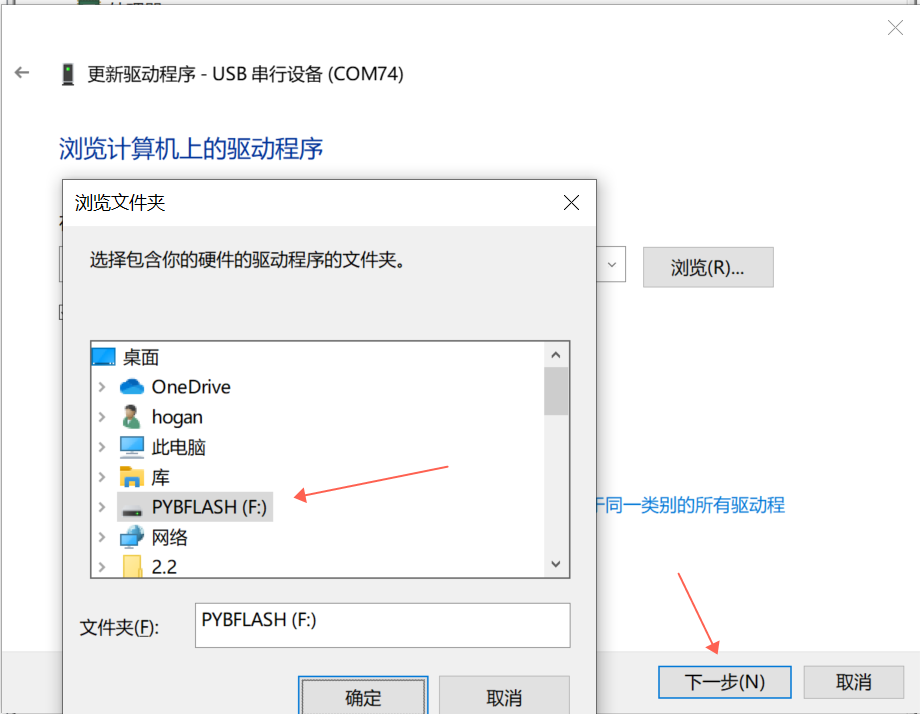 更新驱动程序 - USB 串行设备 (COM74)
浏览计算机上的驱动程序
浏览文件夹
选择包含你的硬件的驱动程序的文件夹。
浏览(R)...
桌面
OneDrive
hogan
此电脑
库
PYBFLASH (F:)
网络
2.2
于同一类别的所有驱动程
文件夹(F):
PYBFLASH (F:)
确定
取消
下一步(N)
取消